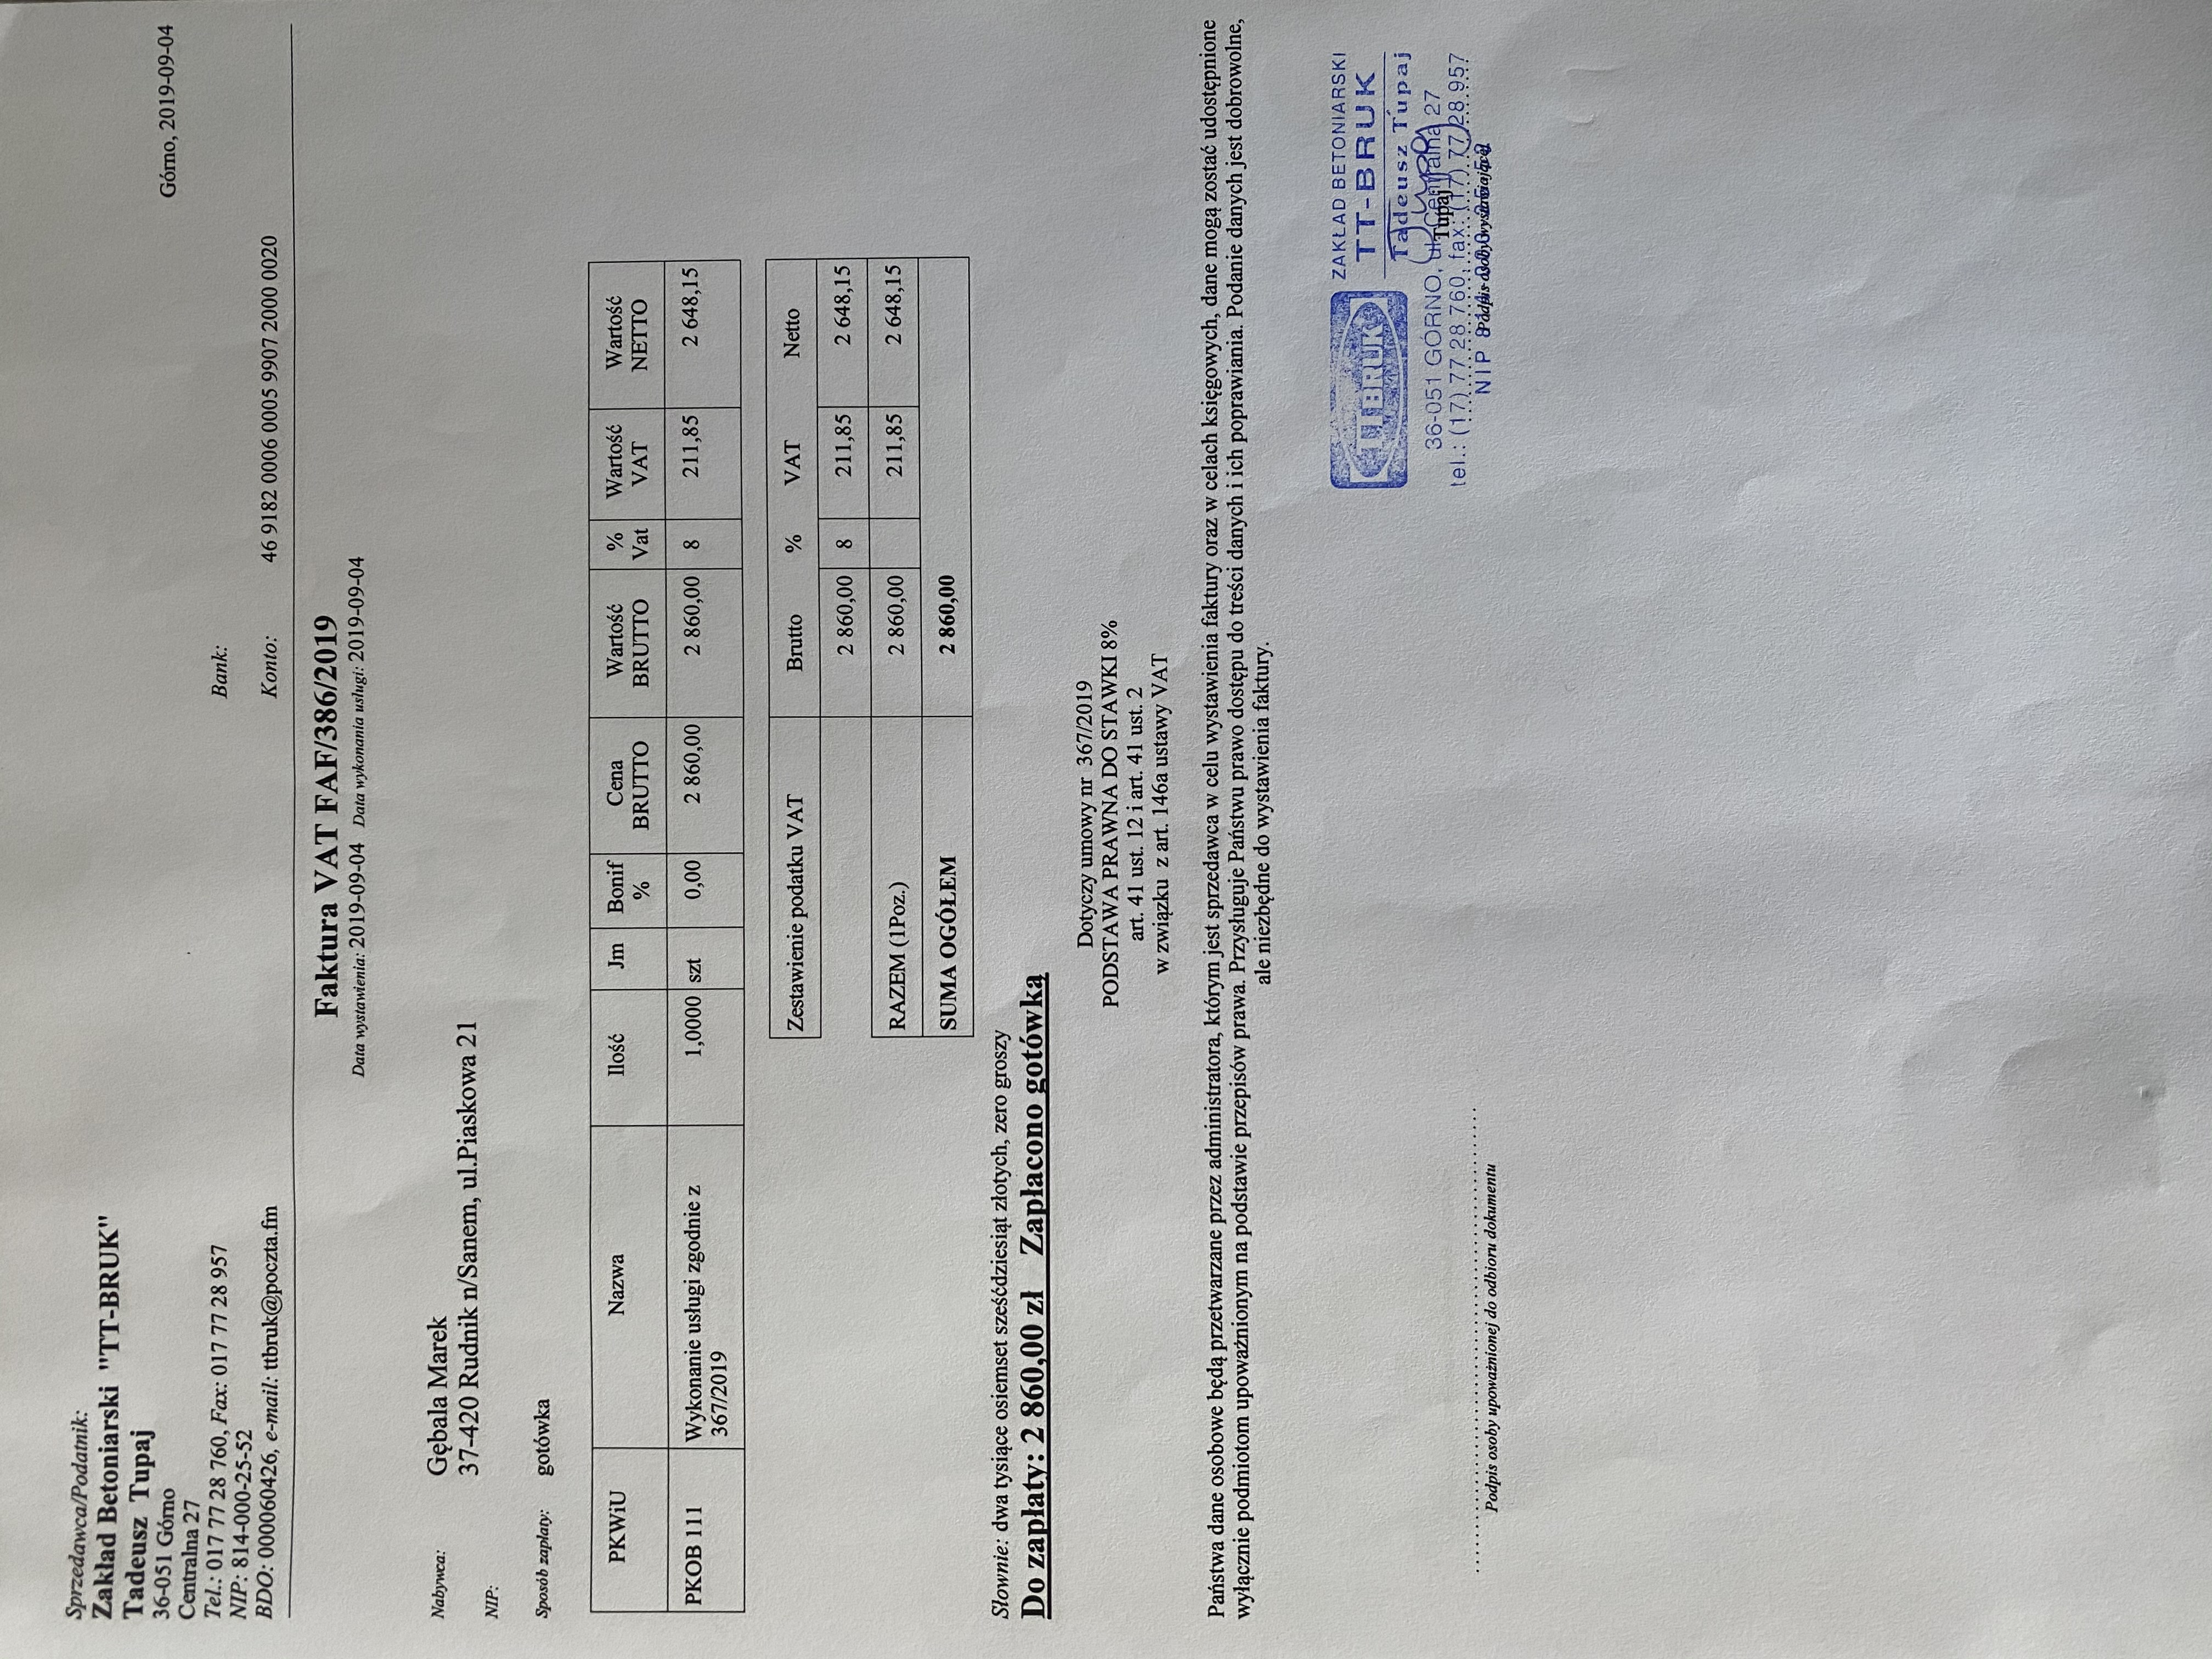 Sprzedawca/Podatnik:
Zakład Betoniarski "TT-BRUK"
Tadeusz Tupaj
36-051 Górno
Centralna 27
Tel.: 017 77 28 760, Fax: 017 77 28 957
NIP: 814-000-25-52
BDO: 000060426, e-mail: ttbruk@poczta.fm
Górno, 2019-09-04
Bank:
Konto: 46 9182 0006 0005 9907 2000 0020
Faktura VAT FAF/386/2019
Data wystawienia: 2019-09-04 Data wykonania usługi: 2019-09-04
Nabywca: Gębala Marek
37-420 Rudnik n/Sanem, ul.Piaskowa 21
NIP:
Sposób zapłaty: gotówka
PKWiU Nazwa Ilość Jm Bonif % Cena BRUTTO Wartość BRUTTO % Vat Wartość VAT Wartość NETTO
PKOB 111 Wykonanie usługi zgodnie z 1,0000 szt 0,00 2 860,00 2 860,00 8 211,85 2 648,15
367/2019
Zestawienie podatku VAT Brutto % VAT Netto
2 860,00 8 211,85 2 648,15
RAZEM (1Poz.) 2 860,00 211,85 2 648,15
SUMA OGÓŁEM 2 860,00
Słownie: dwa tysiące osiemset sześćdziesiąt złotych, zero groszy
Do zapłaty: 2 860,00 zł Zapłacono gotówką
Dotyczy umowy nr 367/2019
PODSTAWA PRAWNA DO STAWKI 8%
art. 41 ust. 12 i art. 41 ust. 2
w związku z art. 146a ustawy VAT
Państwa dane osobowe będą przetwarzane przez administratora, którym jest sprzedawca w celu wystawienia faktury oraz w celach księgowych, dane mogą zostać udostępnione
wyłącznie podmiotom upoważnionym na podstawie przepisów prawa. Przysługuje Państwu prawo dostępu do treści danych i ich poprawiania. Podanie danych jest dobrowolne,
ale niezbędne do wystawienia faktury.
TTBRUK
ZAKŁAD BETONIARSKI
TT-BRUK
Tadeusz Tupaj
36-051 GÓRNO, ul. Centralna 27
Tupaj
tel.: (17) 77 28 760, fax: (17) 77 28 957
NIP 814-000-25-52
Podpis osoby wystawiającej
Podpis osoby upoważnionej do odbioru dokumentu